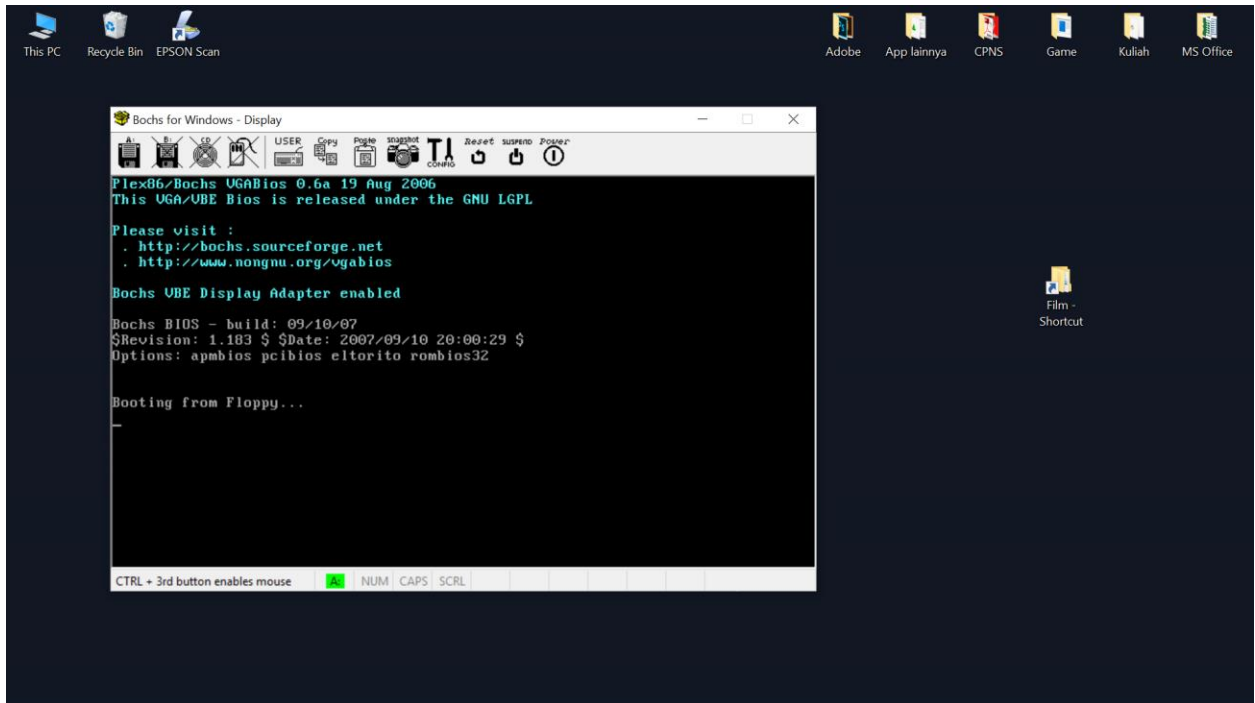 This PC
Recycle Bin
EPSON Scan
Adobe
App lainnya
CPNS
Game
Kuliah
MS Office
Bochs for Windows - Display
A:
B:
CD
USER
Copy
Paste
snapshot
CONFIG
Reset
suspend
Power
Plex86/Bochs VGABios 0.6a 19 Aug 2006
This VGA/VBE Bios is released under the GNU LGPL
Please visit :
. http://bochs.sourceforge.net
. http://www.nongnu.org/vgabios
Bochs VBE Display Adapter enabled
Bochs BIOS - build: 09/10/07
$Revision: 1.183 $ $Date: 2007/09/10 20:00:29 $
Options: apmbios pcibios eltorito rombios32
Booting from Floppy...
_
Film -
Shortcut
CTRL + 3rd button enables mouse
A:
NUM
CAPS
SCRL